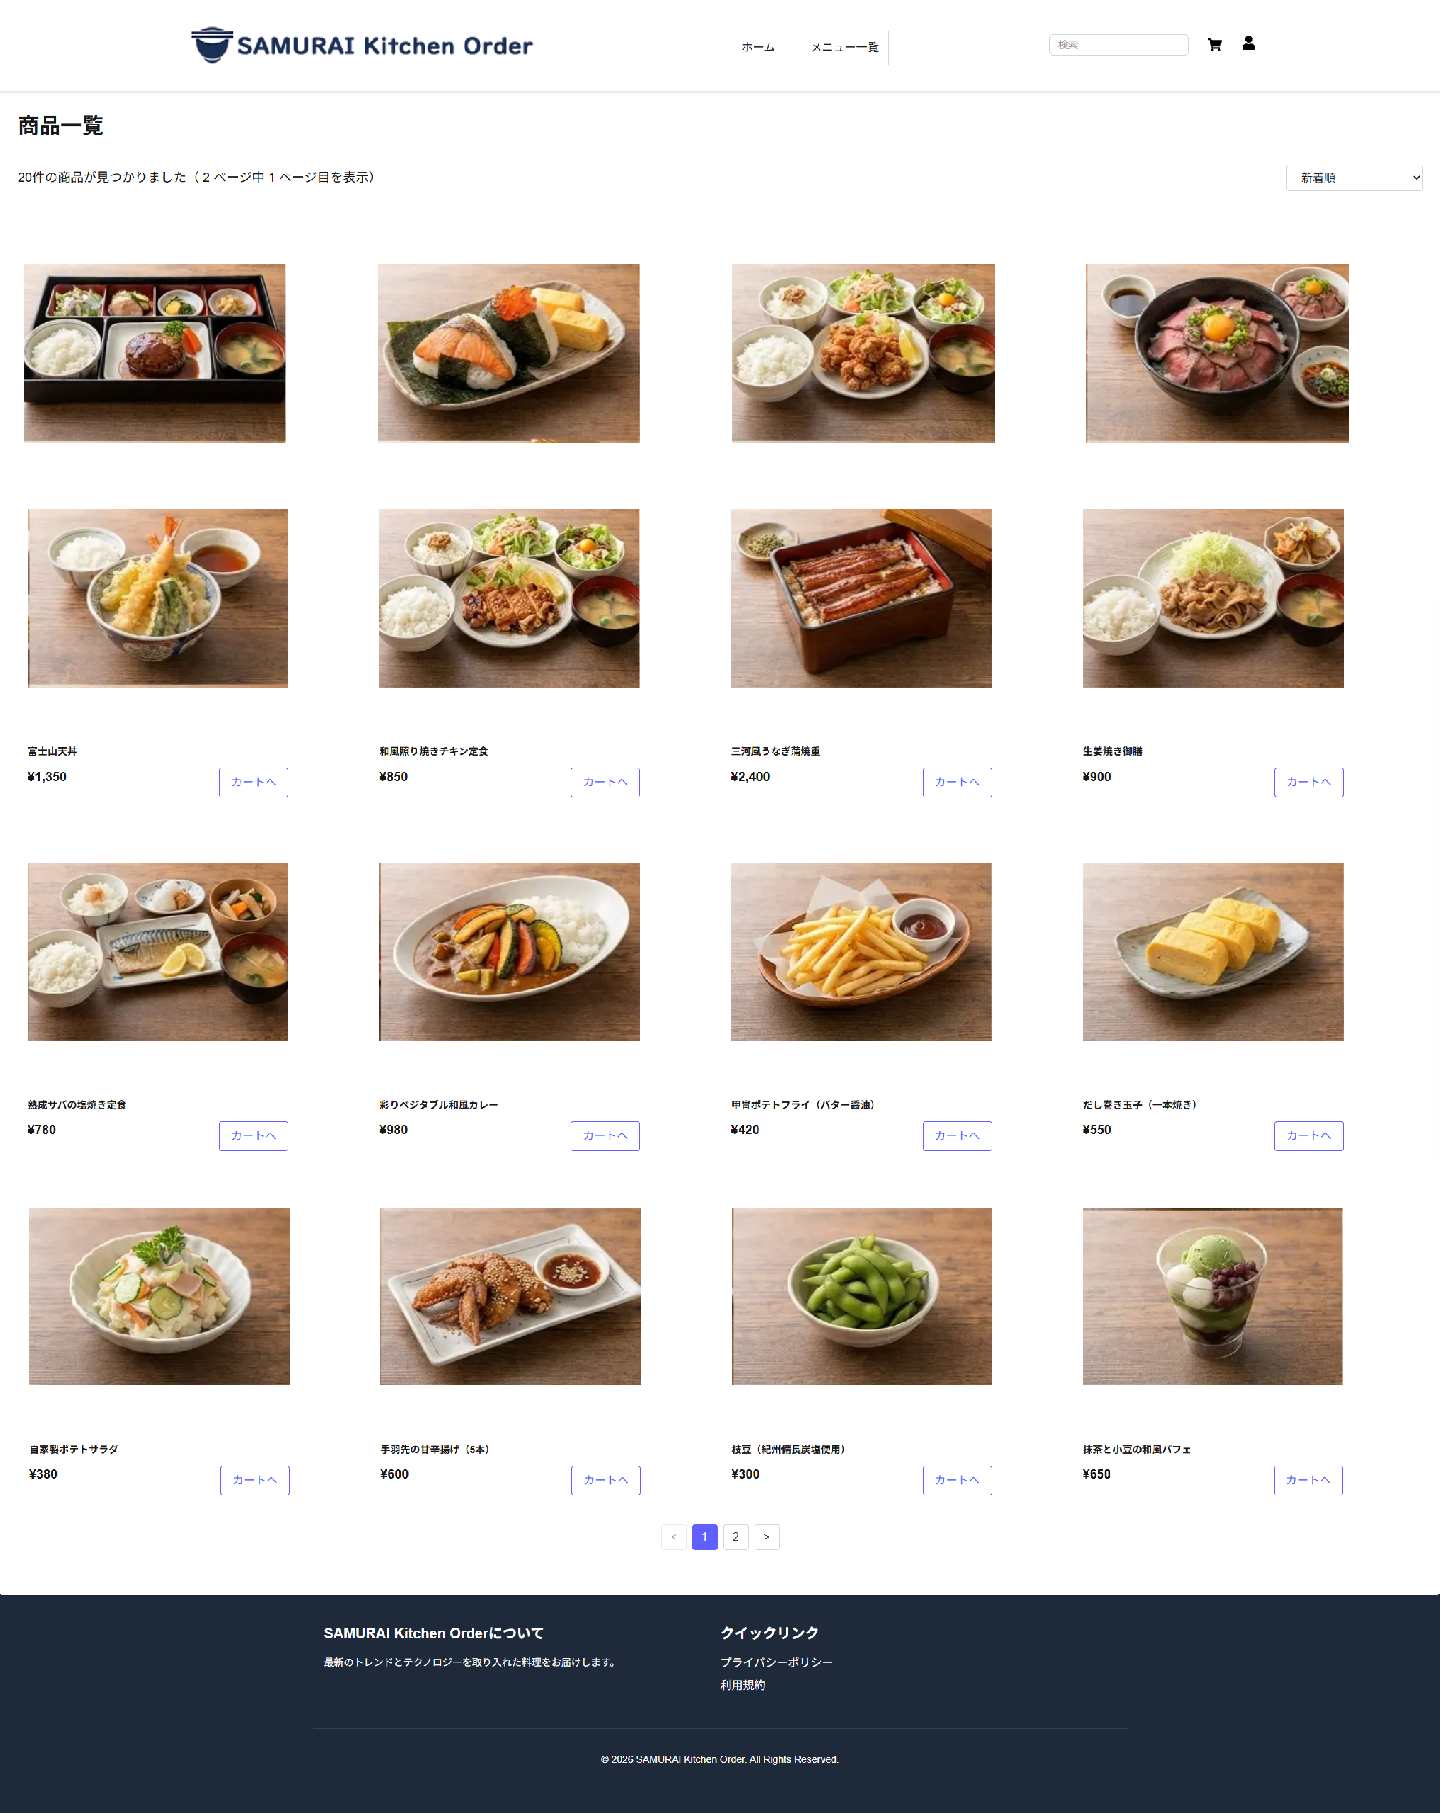 SAMURAI Kitchen Order
ホーム
メニュー一覧
検索
商品一覧
20件の商品が見つかりました（ 2 ページ中 1 ページ目を表示）
新着順
富士山天丼
¥1,350
カートへ
和風照り焼きチキン定食
¥850
カートへ
三河風うなぎ蒲焼重
¥2,400
カートへ
生姜焼き御膳
¥900
カートへ
熟成サバの塩焼き定食
¥780
カートへ
彩りベジタブル和風カレー
¥980
カートへ
甲冑ポテトフライ（バター醤油）
¥420
カートへ
だし巻き玉子（一本焼き）
¥550
カートへ
自家製ポテトサラダ
¥380
カートへ
手羽先の甘辛揚げ（5本）
¥600
カートへ
枝豆（紀州備長炭塩使用）
¥300
カートへ
抹茶と小豆の和風パフェ
¥650
カートへ
< 1 2 >
SAMURAI Kitchen Orderについて
最新のトレンドとテクノロジーを取り入れた料理をお届けします。
クイックリンク
プライバシーポリシー
利用規約
© 2026 SAMURAI Kitchen Order. All Rights Reserved.